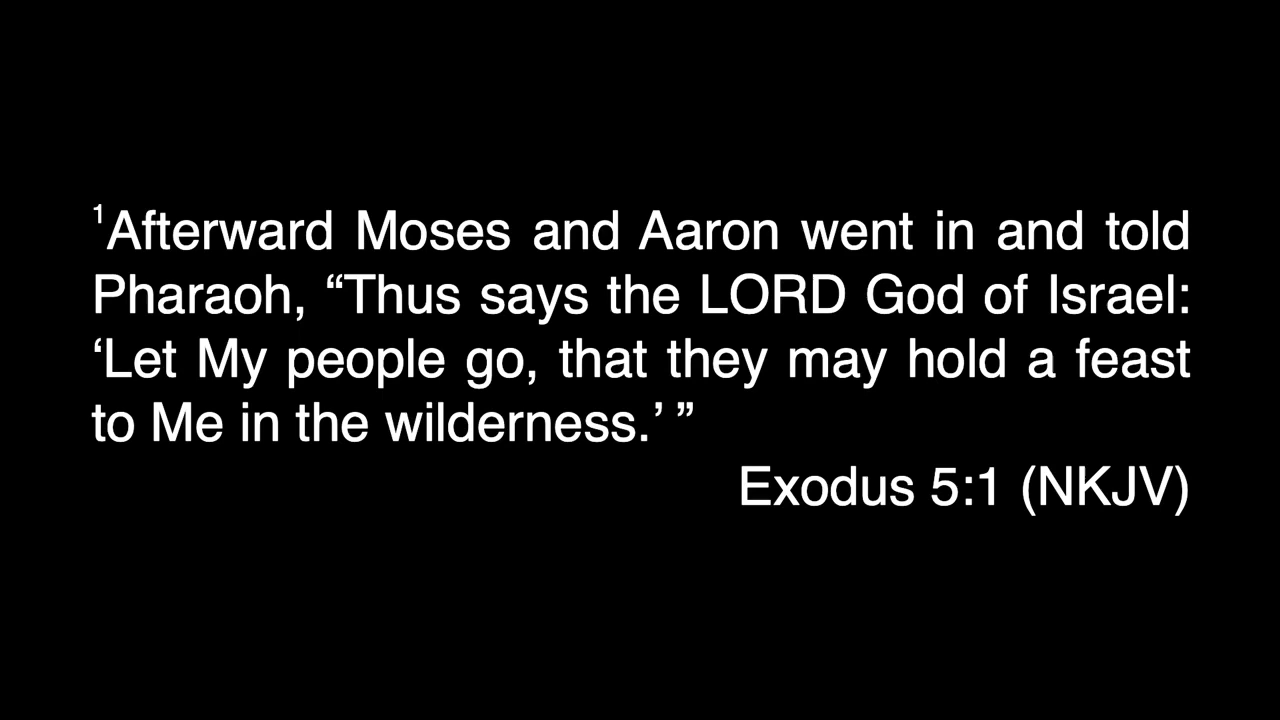 ¹Afterward Moses and Aaron went in and told
Pharaoh, “Thus says the LORD God of Israel:
‘Let My people go, that they may hold a feast
to Me in the wilderness.’ ”
Exodus 5:1 (NKJV)